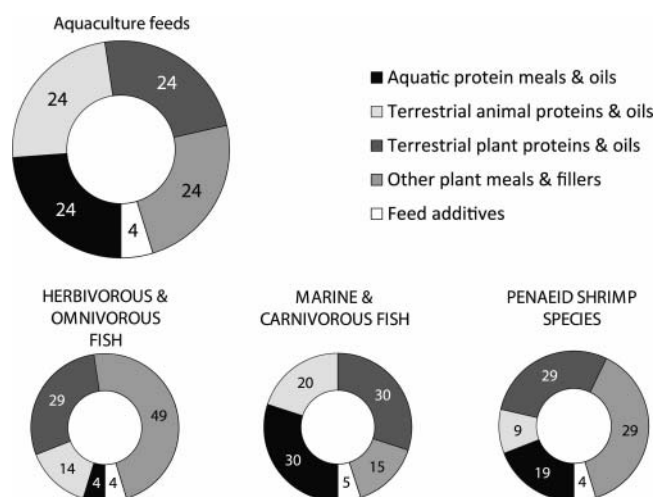 Aquaculture feeds
24
24
24
24
4
Aquatic protein meals & oils
Terrestrial animal proteins & oils
Terrestrial plant proteins & oils
Other plant meals & fillers
Feed additives
HERBIVOROUS &
OMNIVOROUS
FISH
29
49
14
4
4
MARINE &
CARNIVOROUS FISH
20
30
30
15
5
PENAEID SHRIMP
SPECIES
29
9
29
19
4